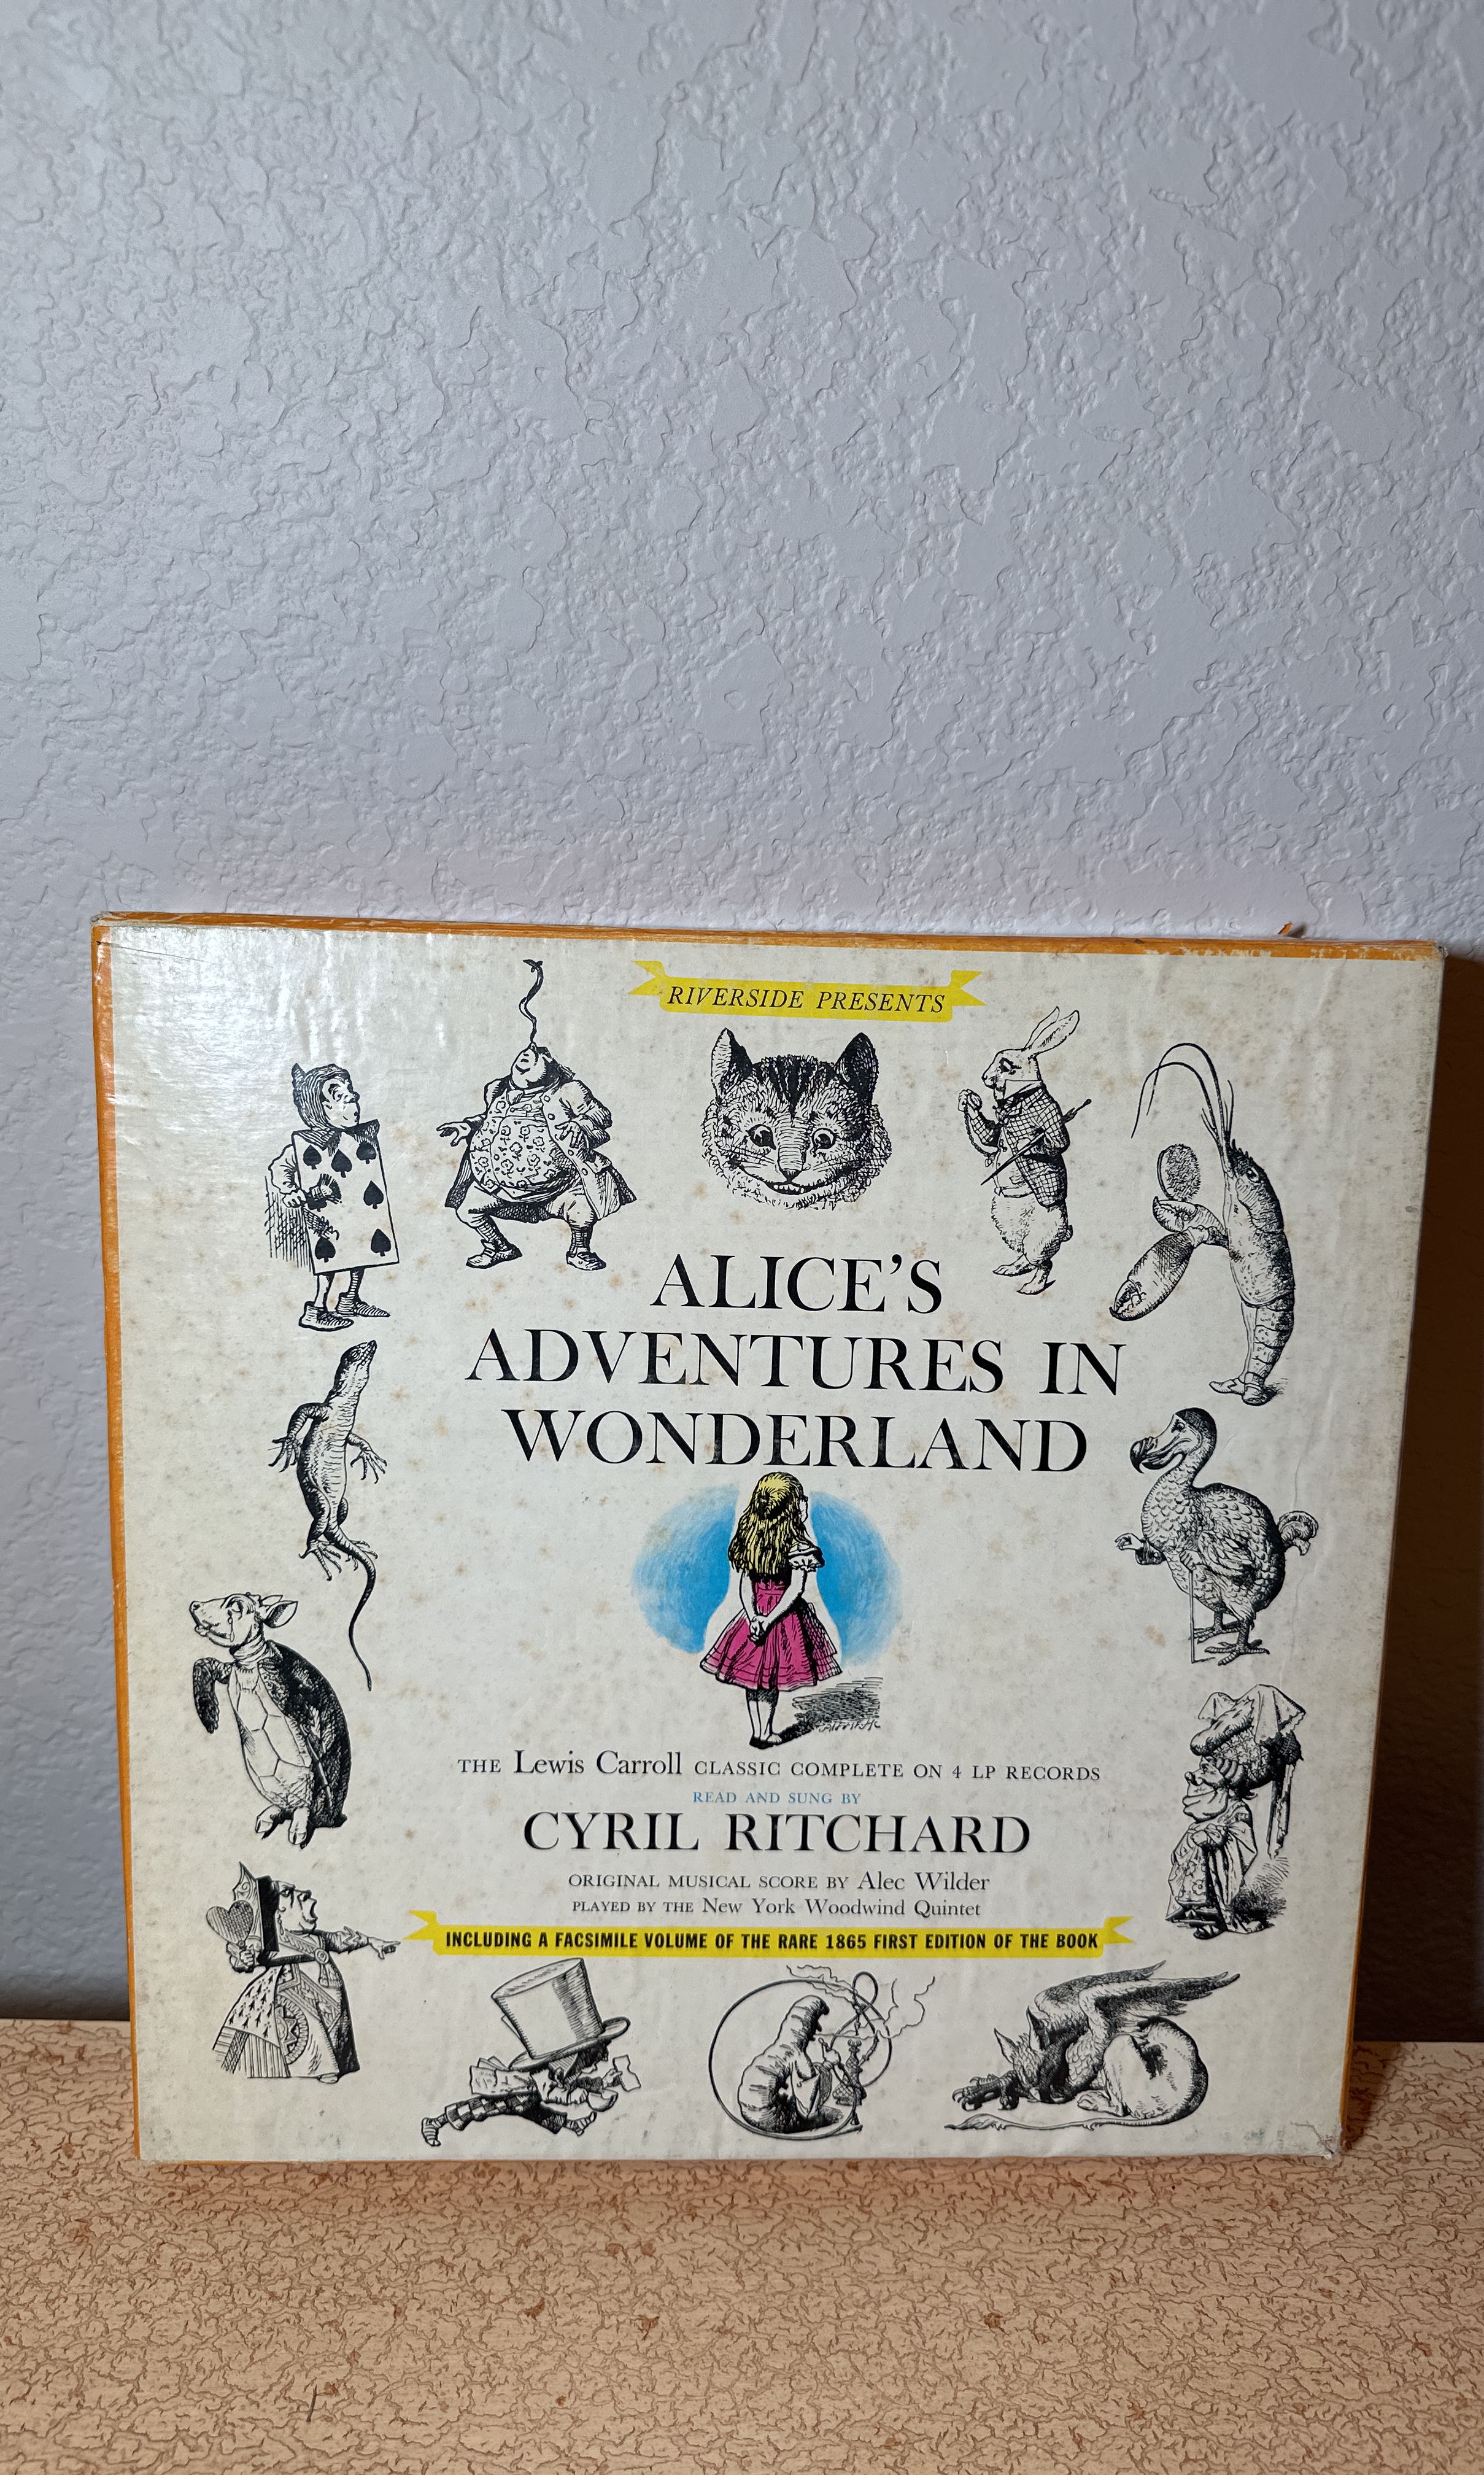 RIVERSIDE PRESENTS
ALICE'S
ADVENTURES IN
WONDERLAND
THE Lewis Carroll CLASSIC COMPLETE ON 4 LP RECORDS
READ AND SUNG BY
CYRIL RITCHARD
ORIGINAL MUSICAL SCORE BY Alec Wilder
PLAYED BY THE New York Woodwind Quintet
INCLUDING A FACSIMILE VOLUME OF THE RARE 1865 FIRST EDITION OF THE BOOK